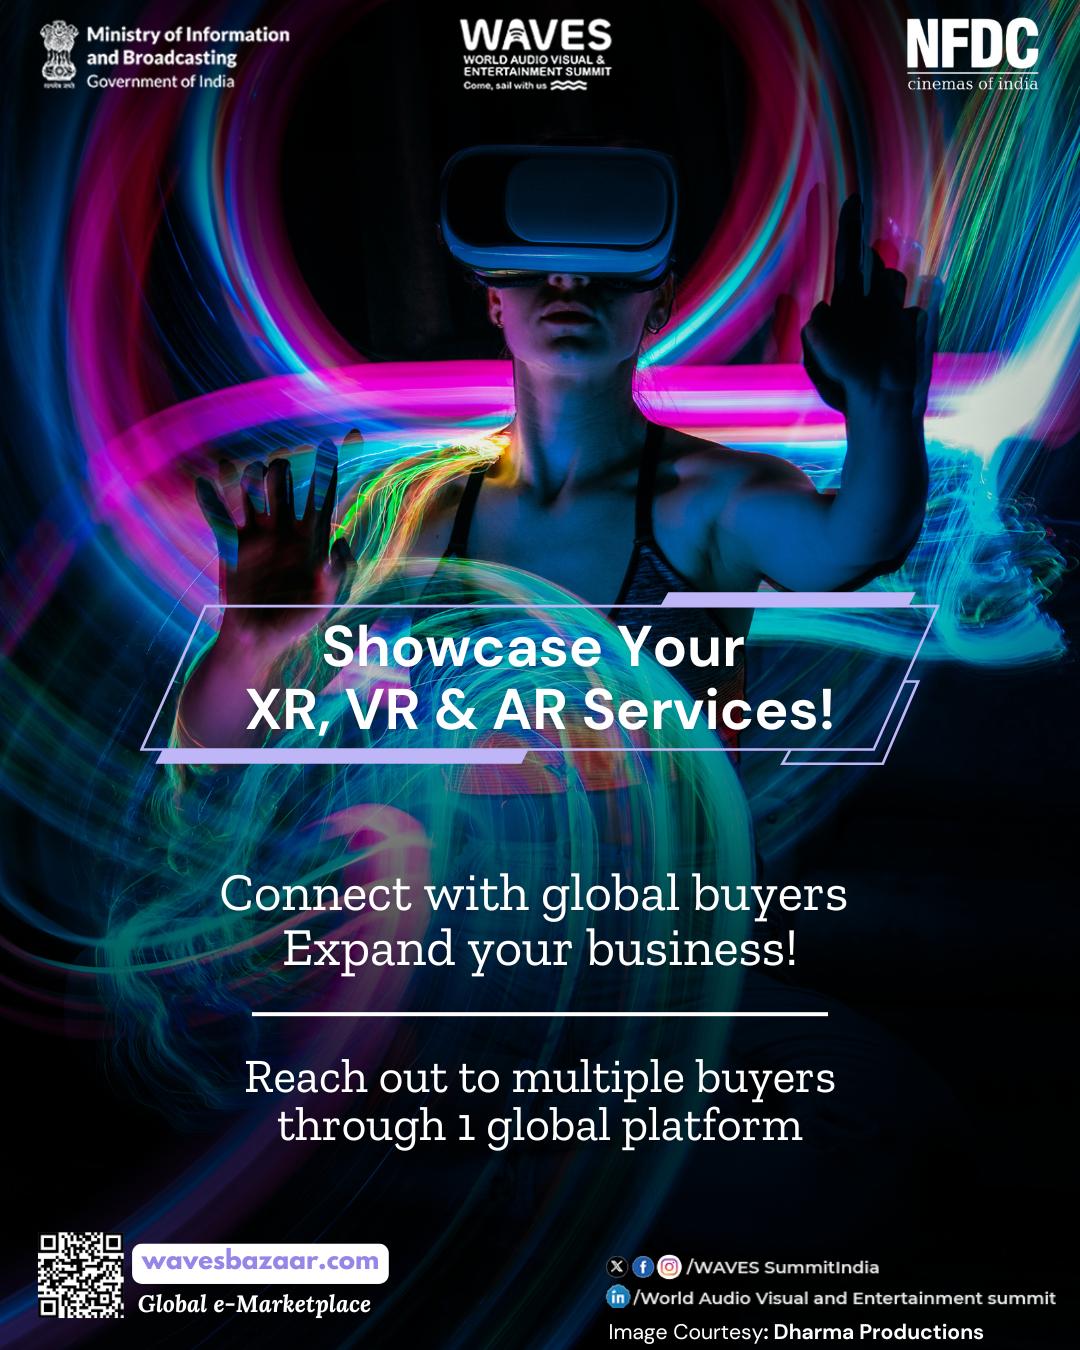 Ministry of Information
and Broadcasting
Government of India
WAVES
WORLD AUDIO VISUAL &
ENTERTAINMENT SUMMIT
Come, sail with us
NFDC
cinemas of india
Showcase Your
XR, VR & AR Services!
Connect with global buyers
Expand your business!
Reach out to multiple buyers
through 1 global platform
wavesbazaar.com
Global e-Marketplace
/WAVES SummitIndia
/World Audio Visual and Entertainment summit
Image Courtesy: Dharma Productions